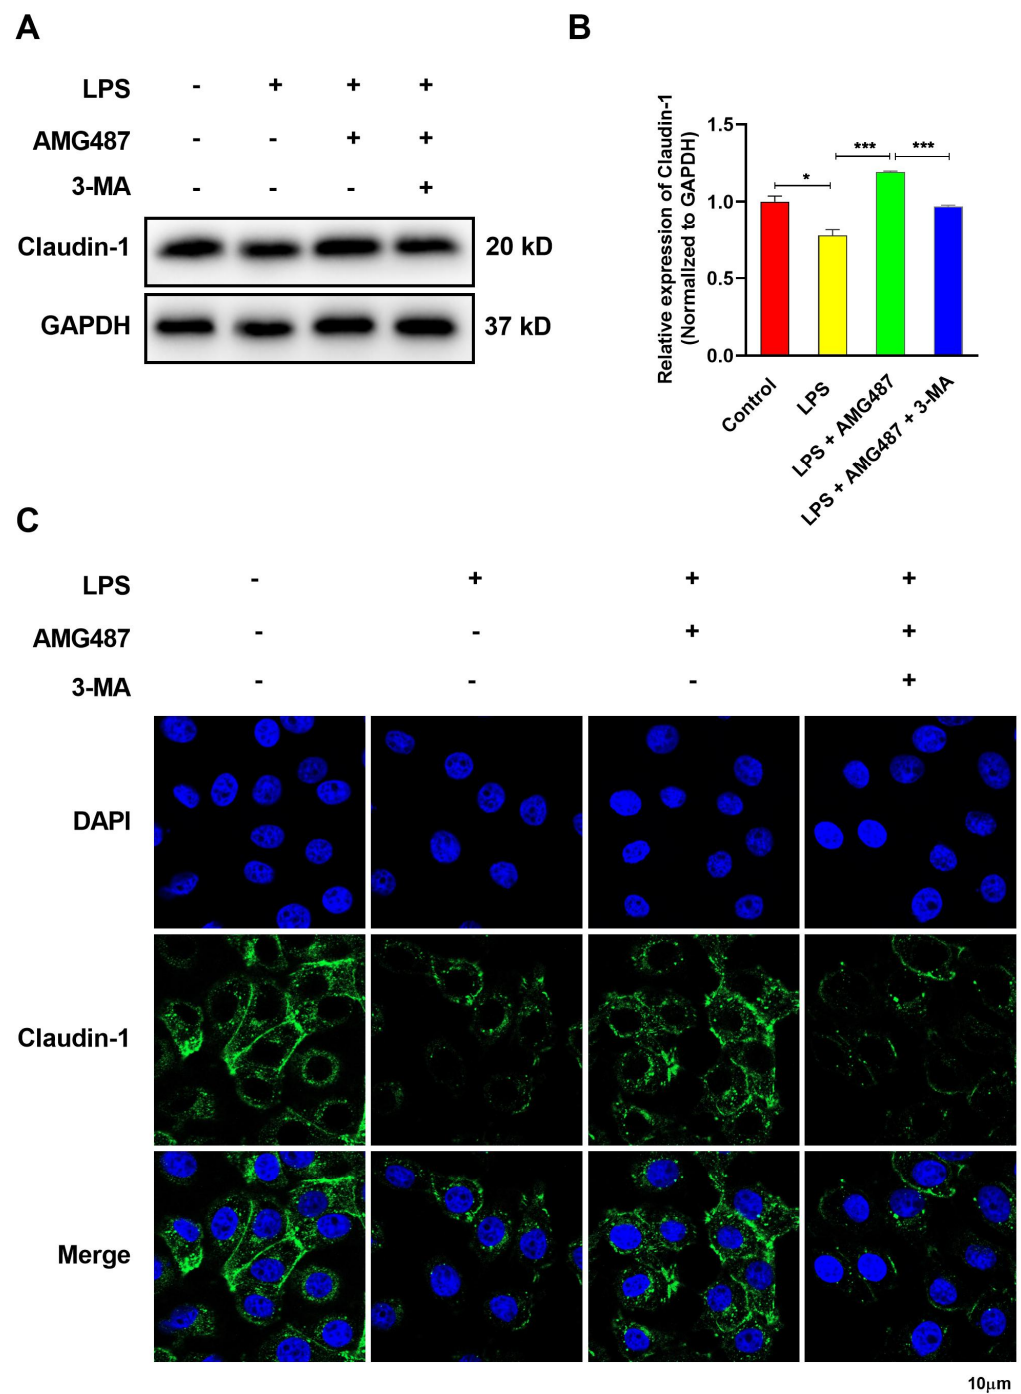 A
LPS - + + +
AMG487 - - + +
3-MA - - - +
Claudin-1 20 kD
GAPDH 37 kD
B
Relative expression of Claudin-1
(Normalized to GAPDH)
1.5
1.0
0.5
0.0
* *** ***
Control
LPS
LPS + AMG487
LPS + AMG487 + 3-MA
C
LPS - + + +
AMG487 - - + +
3-MA - - - +
DAPI
Claudin-1
Merge
10μm